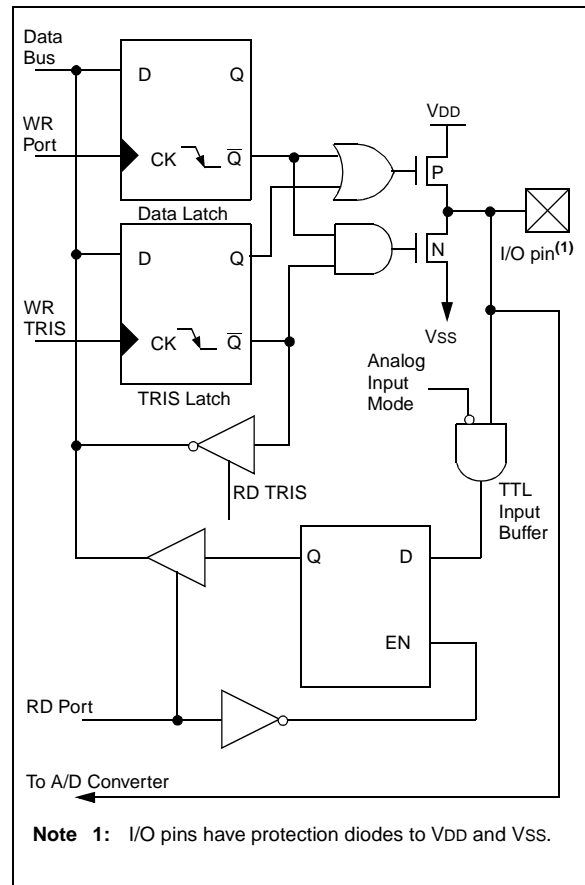 Data
Bus
D
Q
WR
Port
CK
Q
Data Latch
VDD
P
I/O pin(1)
D
Q
N
WR
TRIS
CK
Q
VSS
TRIS Latch
Analog
Input
Mode
RD TRIS
TTL
Input
Buffer
Q
D
EN
RD Port
To A/D Converter
Note 1: I/O pins have protection diodes to VDD and VSS.